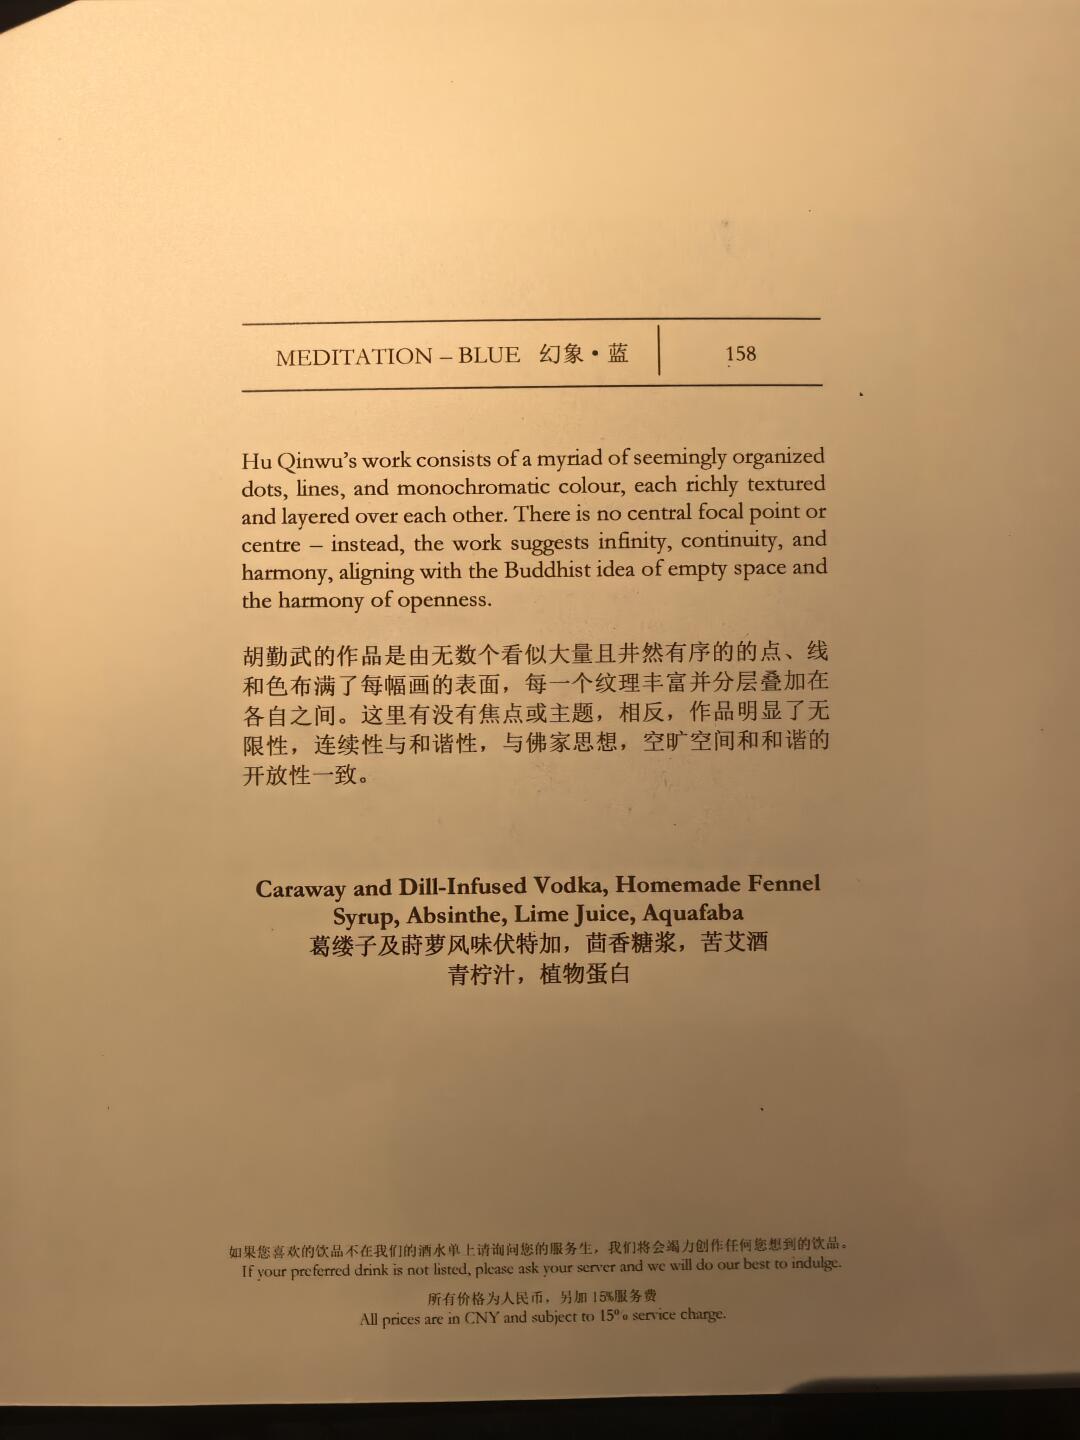 MEDITATION – BLUE 幻象·蓝 158
Hu Qinwu's work consists of a myriad of seemingly organized
dots, lines, and monochromatic colour, each richly textured
and layered over each other. There is no central focal point or
centre – instead, the work suggests infinity, continuity, and
harmony, aligning with the Buddhist idea of empty space and
the harmony of openness.
胡勤武的作品是由无数个看似大量且井然有序的的点、线
和色布满了每幅画的表面，每一个纹理丰富并分层叠加在
各自之间。这里有没有焦点或主题，相反，作品明显了无
限性，连续性与和谐性，与佛家思想，空旷空间和和谐的
开放性一致。
Caraway and Dill-Infused Vodka, Homemade Fennel
Syrup, Absinthe, Lime Juice, Aquafaba
葛缕子及莳萝风味伏特加，茴香糖浆，苦艾酒
青柠汁，植物蛋白
如果您喜欢的饮品不在我们的酒水单上请询问您的服务生，我们将会竭力创作任何您想到的饮品。
If your preferred drink is not listed, please ask your server and we will do our best to indulge.
所有价格为人民币，另加 15%服务费
All prices are in CNY and subject to 15% service charge.